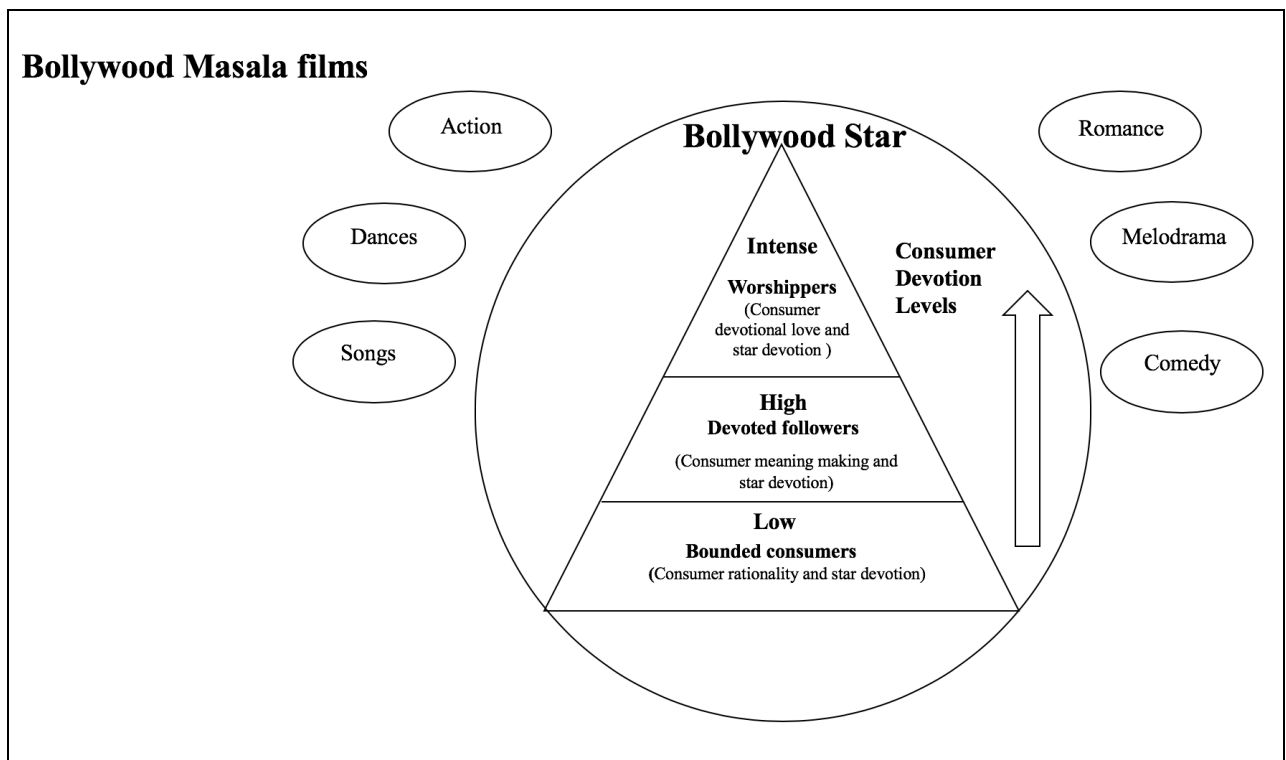 Bollywood Masala films
Action
Dances
Songs
Bollywood Star
Intense
Worshippers
(Consumer
devotional love and
star devotion )
High
Devoted followers
(Consumer meaning making and
star devotion)
Low
Bounded consumers
(Consumer rationality and star devotion)
Consumer
Devotion
Levels
Romance
Melodrama
Comedy